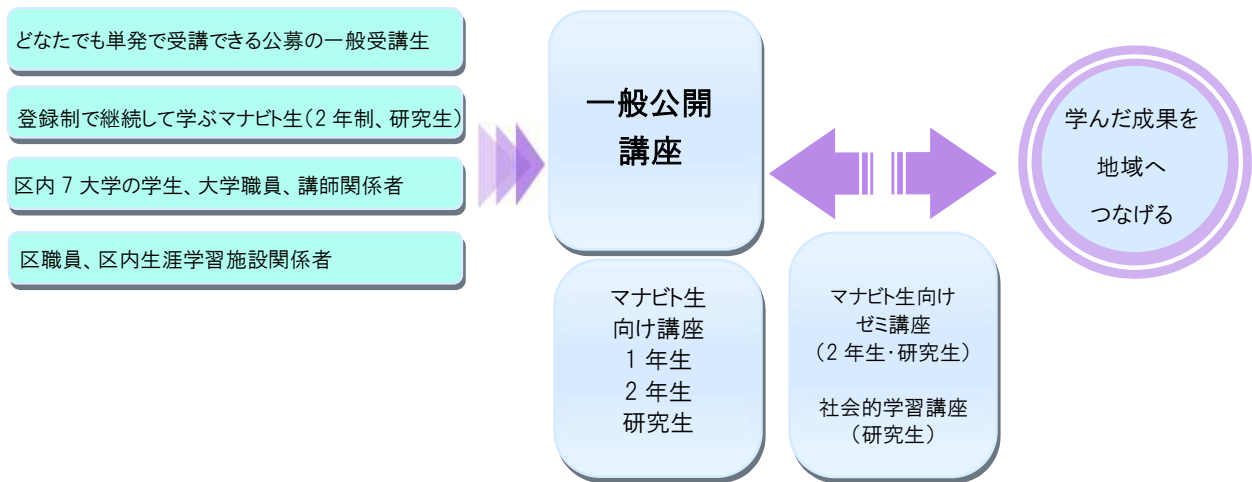 どなたでも単発で受講できる公募の一般受講生
登録制で継続して学ぶマナビト生（2年制、研究生）
区内7大学の学生、大学職員、講師関係者
区職員、区内生涯学習施設関係者
一般公開
講座
マナビト生
向け講座
1年生
2年生
研究生
マナビト生向け
ゼミ講座
（2年生・研究生）
社会的学習講座
（研究生）
学んだ成果を
地域へ
つなげる